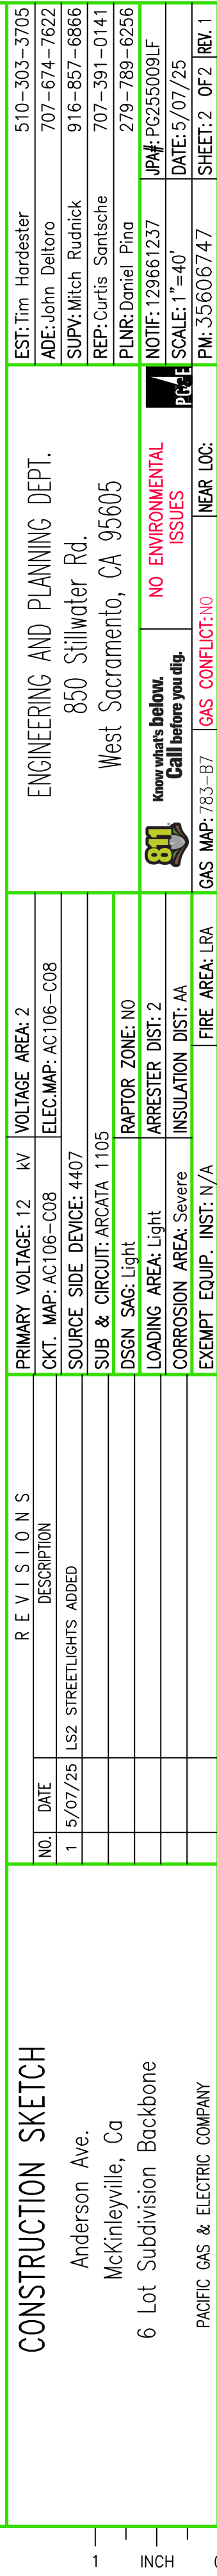 CONSTRUCTION SKETCH
Anderson Ave.
McKinleyville, Ca
6 Lot Subdivision Backbone
PACIFIC GAS & ELECTRIC COMPANY
REVISIONS
NO. DATE DESCRIPTION
1 5/07/25 LS2 STREETLIGHTS ADDED
PRIMARY VOLTAGE: 12 kV VOLTAGE AREA: 2
CKT. MAP: AC106-C08 ELEC.MAP: AC106-C08
SOURCE SIDE DEVICE: 4407
SUB & CIRCUIT: ARCATA 1105
DSGN SAG: Light RAPTOR ZONE: NO
LOADING AREA: Light ARRESTER DIST: 2
CORROSION AREA: Severe INSULATION DIST: AA
EXEMPT EQUIP. INST: N/A FIRE AREA: LRA
ENGINEERING AND PLANNING DEPT.
850 Stillwater Rd.
West Sacramento, CA 95605
811
Know what's below.
Call before you dig.
NO ENVIRONMENTAL
ISSUES
PG&E
GAS MAP: 783-B7 GAS CONFLICT: NO NEAR LOC:
EST: Tim Hardester 510-303-3705
ADE: John Deltoro 707-674-7622
SUPV: Mitch Rudnick 916-857-6866
REP: Curtis Santsche 707-391-0141
PLNR: Daniel Pina 279-789-6256
NOTIF: 129661237 JPA#: PG255009LF
SCALE: 1"=40' DATE: 5/07/25
PM: 35606747 SHEET: 2 OF 2 REV. 1
1
INCH